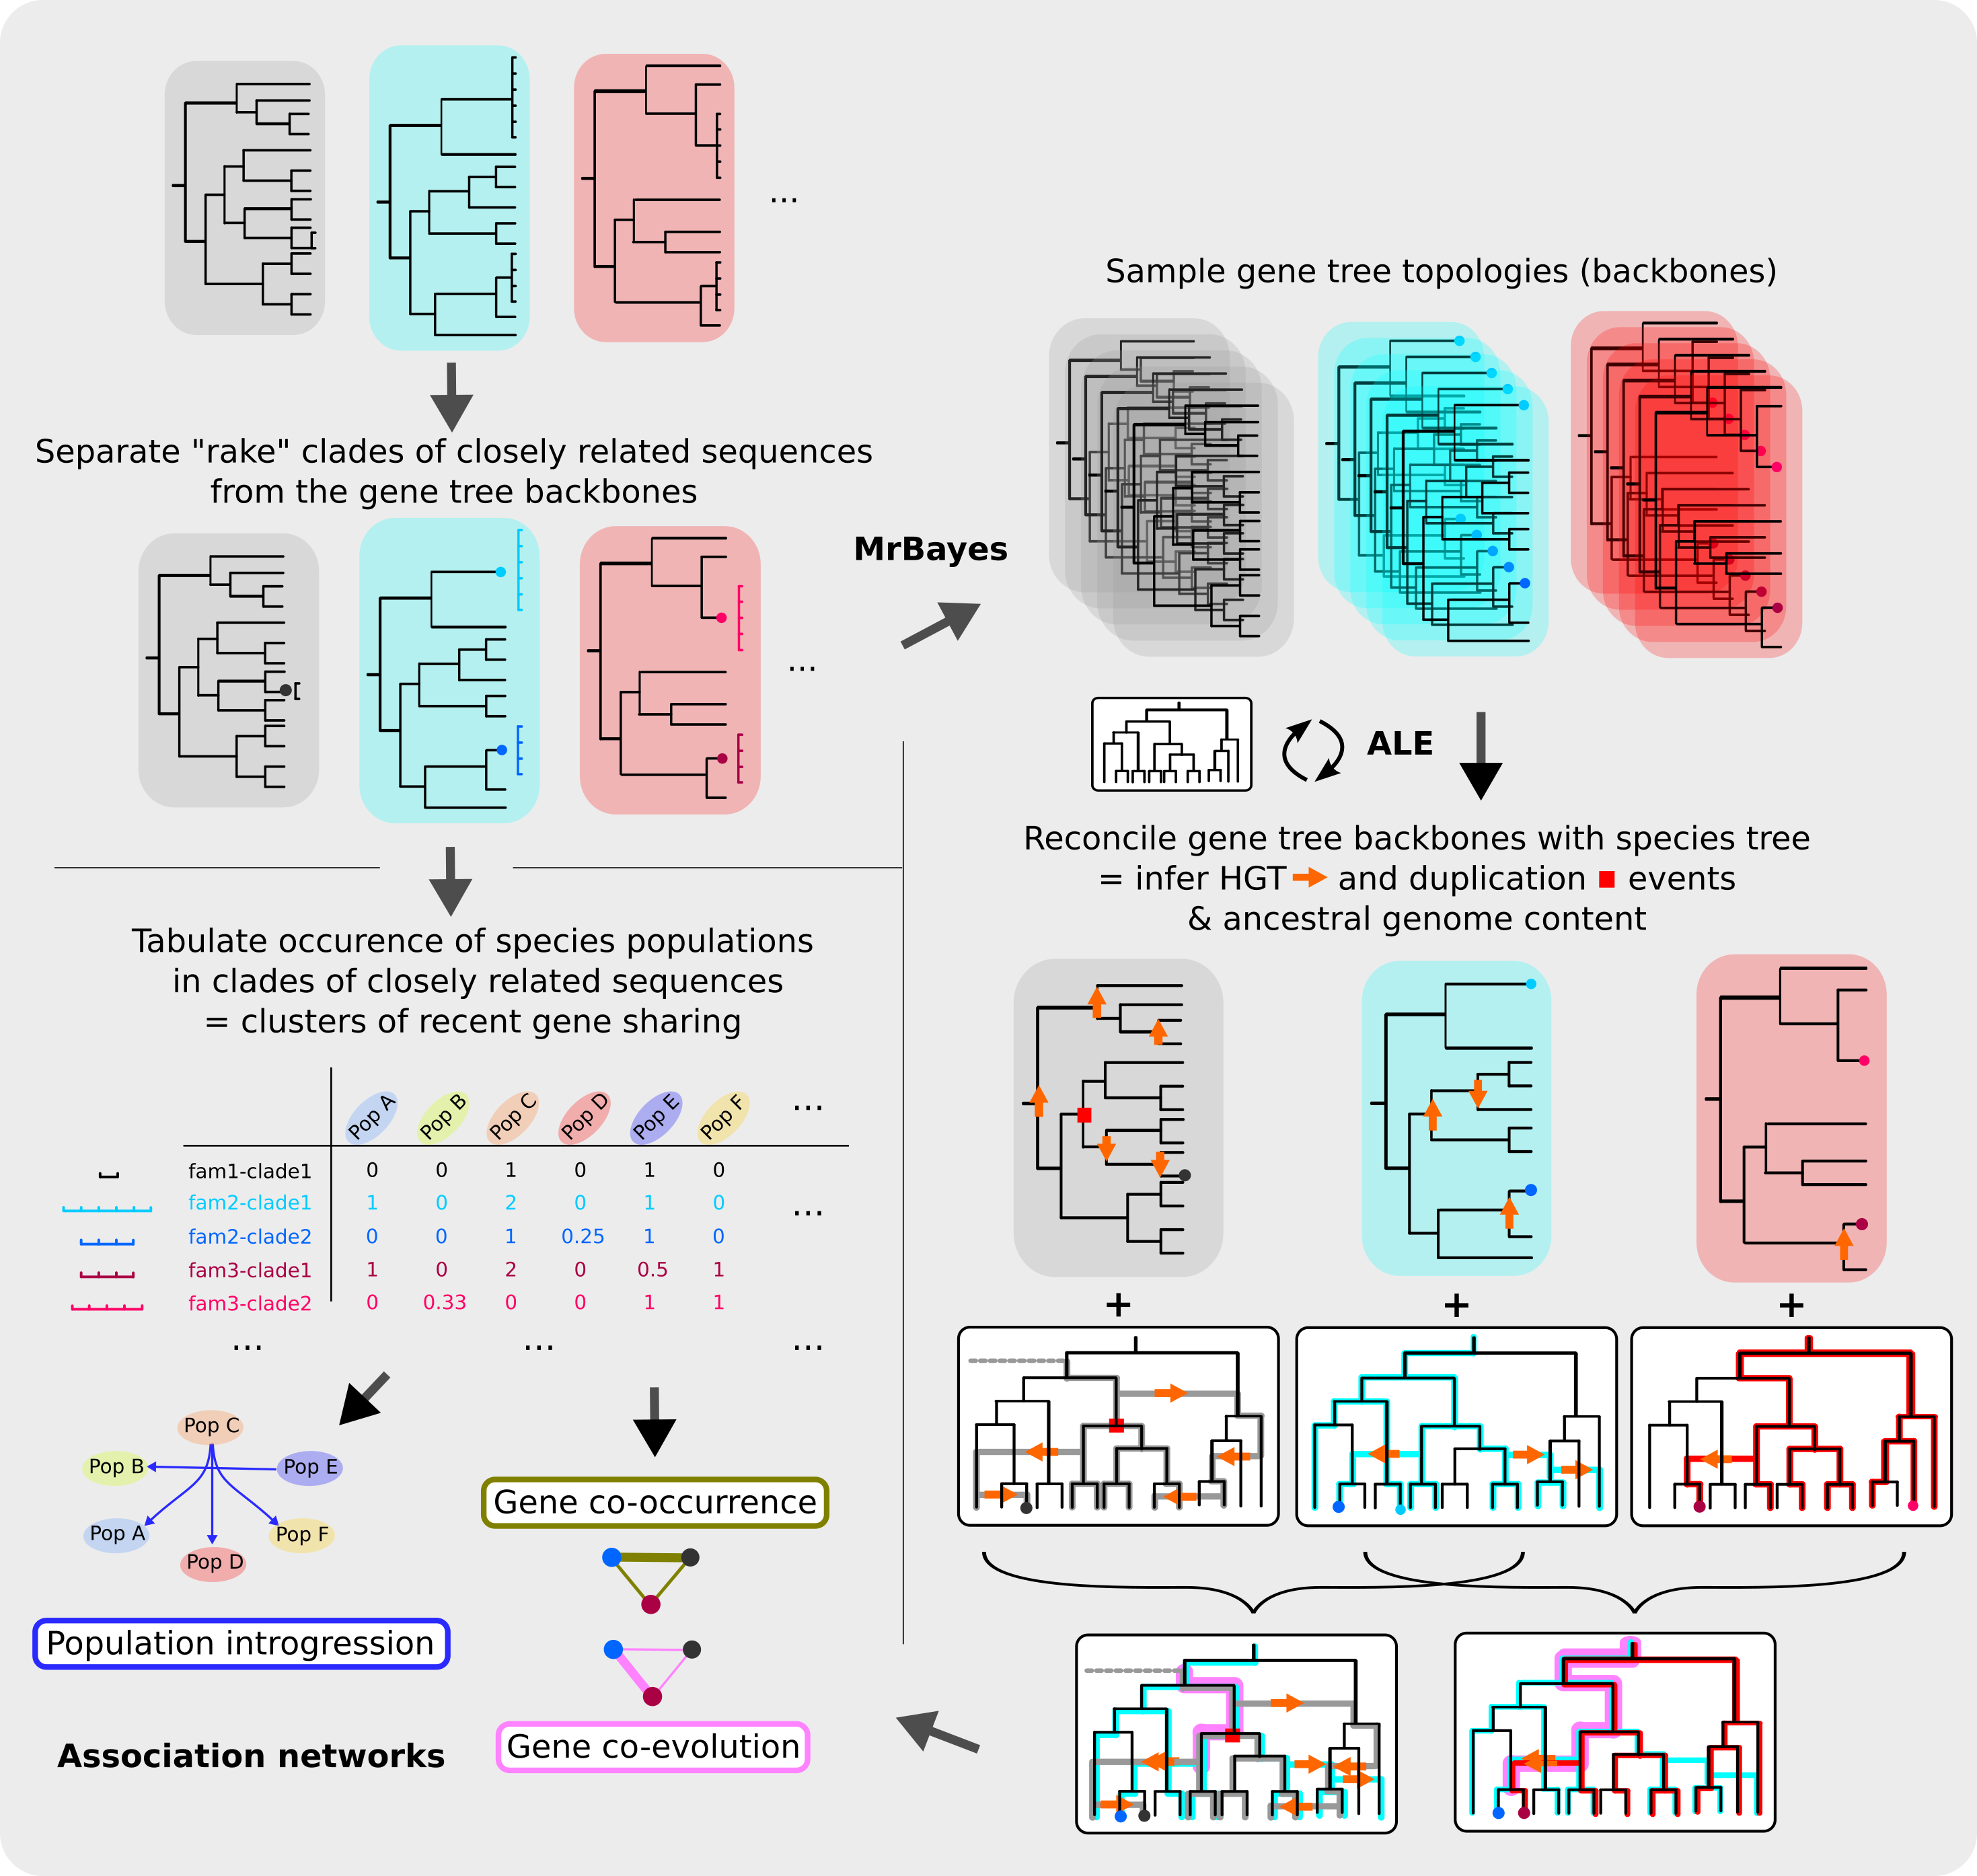 ...
Separate "rake" clades of closely related sequences
from the gene tree backbones
...
MrBayes
Sample gene tree topologies (backbones)
ALE
Reconcile gene tree backbones with species tree
= infer HGT and duplication events
& ancestral genome content
+ + +
Tabulate occurence of species populations
in clades of closely related sequences
= clusters of recent gene sharing
Pop A Pop B Pop C Pop D Pop E Pop F ...
fam1-clade1 0 0 1 0 1 0
fam2-clade1 1 0 2 0 1 0 ...
fam2-clade2 0 0 1 0.25 1 0
fam3-clade1 1 0 2 0 0.5 1
fam3-clade2 0 0.33 0 0 1 1
... ... ...
Pop C
Pop B Pop E
Pop A Pop F
Pop D
Population introgression
Gene co-occurrence
Gene co-evolution
Association networks